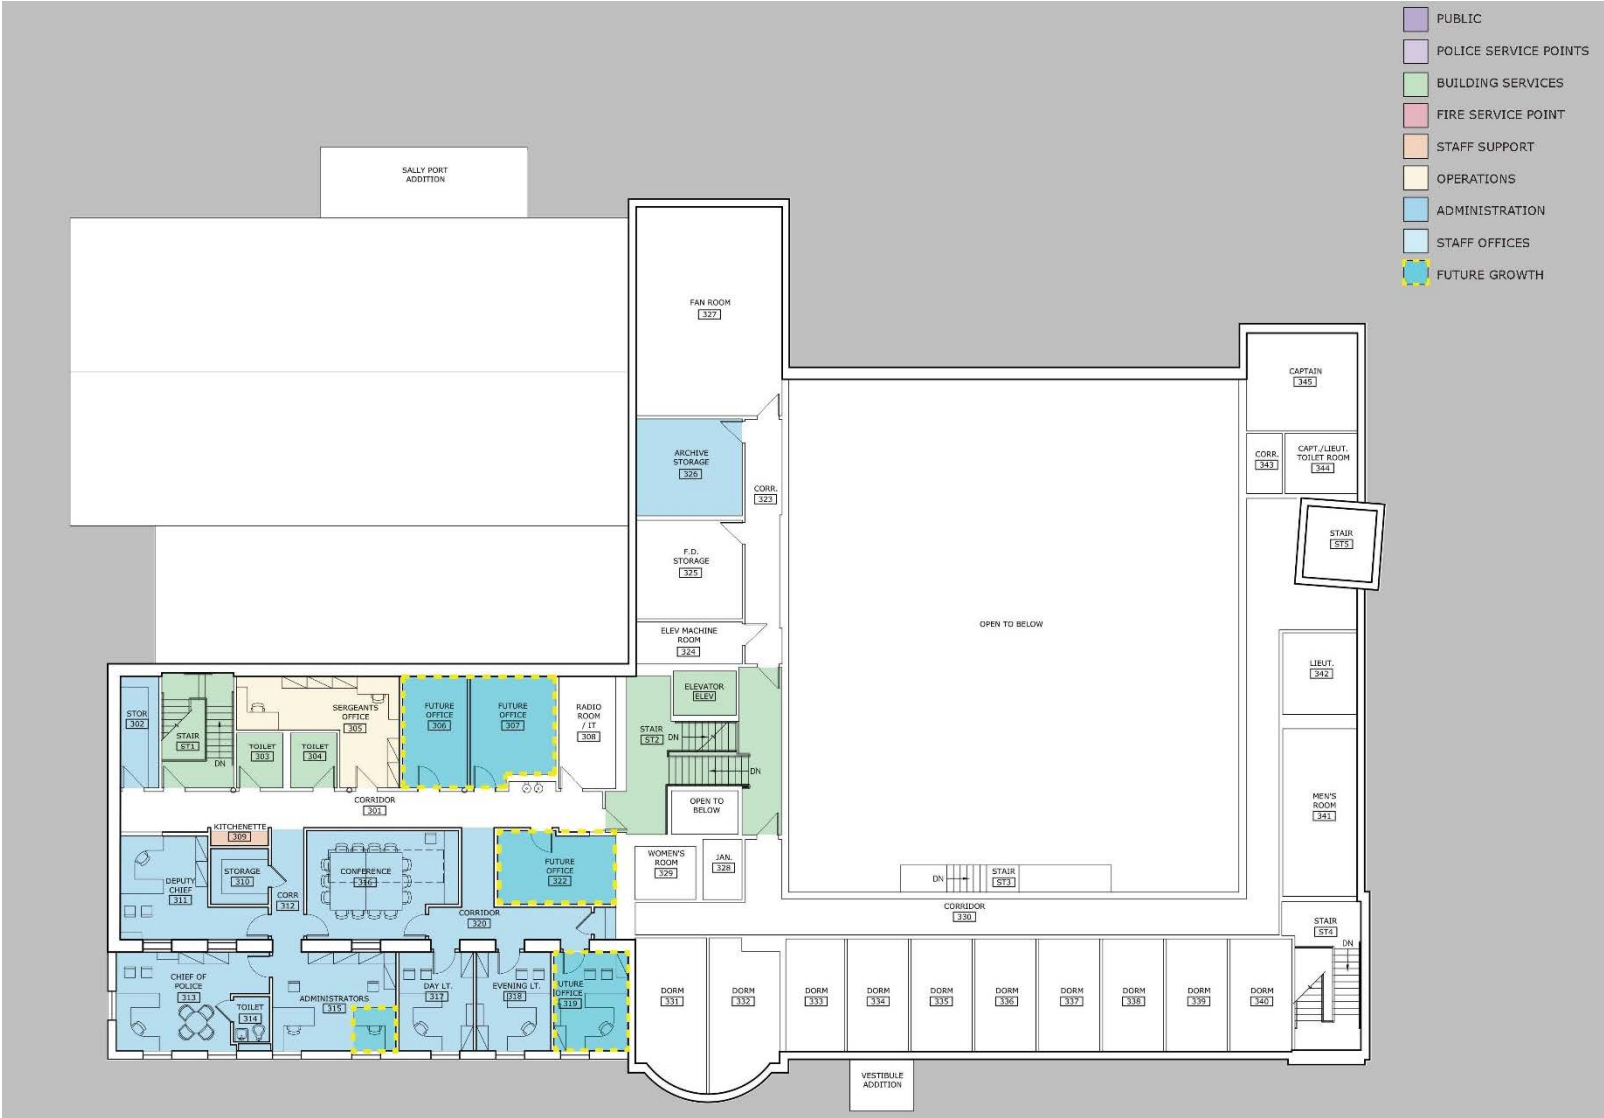 PUBLIC
POLICE SERVICE POINTS
BUILDING SERVICES
FIRE SERVICE POINT
STAFF SUPPORT
OPERATIONS
ADMINISTRATION
STAFF OFFICES
FUTURE GROWTH
SALLY PORT
ADDITION
FAN ROOM
327
CAPTAIN
345
ARCHIVE
STORAGE
326
CORR.
323
CORR.
343
CAPT./LIEUT.
TOILET ROOM
344
F.D.
STORAGE
325
STAIR
ST5
ELEV MACHINE
ROOM
324
OPEN TO BELOW
LIEUT.
342
STOR
302
STAIR
ST1
DN
TOILET
303
TOILET
304
SERGEANTS
OFFICE
305
FUTURE
OFFICE
306
FUTURE
OFFICE
307
RADIO
ROOM
/ IT
308
ELEVATOR
ELEV
STAIR
ST2
DN
DN
OPEN TO
BELOW
CORRIDOR
301
MEN'S
ROOM
341
KITCHENETTE
309
DEPUTY
CHIEF
311
STORAGE
310
CORR
312
CONFERENCE
316
FUTURE
OFFICE
322
CORRIDOR
320
WOMEN'S
ROOM
329
JAN.
328
DN
STAIR
ST3
CORRIDOR
330
STAIR
ST4
DN
CHIEF OF
POLICE
313
TOILET
314
ADMINISTRATORS
315
DAY LT.
317
EVENING LT.
318
UTURE
OFFICE
319
DORM
331
DORM
332
DORM
333
DORM
334
DORM
335
DORM
336
DORM
337
DORM
338
DORM
339
DORM
340
VESTIBULE
ADDITION